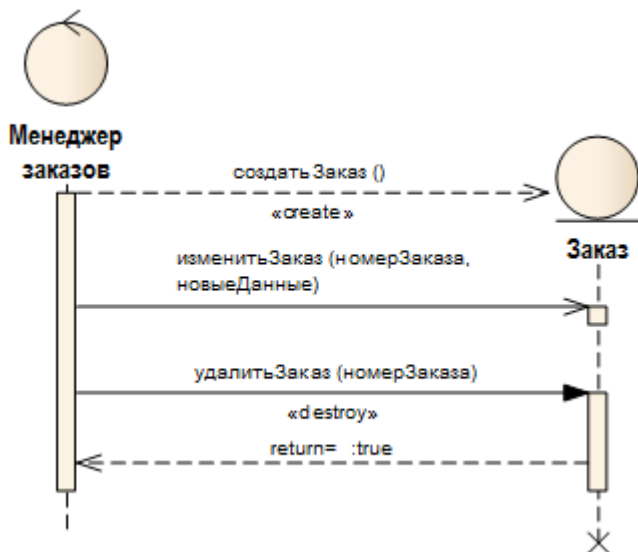 Менеджер
заказов
создатьЗаказ ()
«create»
Заказ
изменитьЗаказ (номерЗаказа,
новыеДанные)
удалитьЗаказ (номерЗаказа)
«destroy»
return= :true